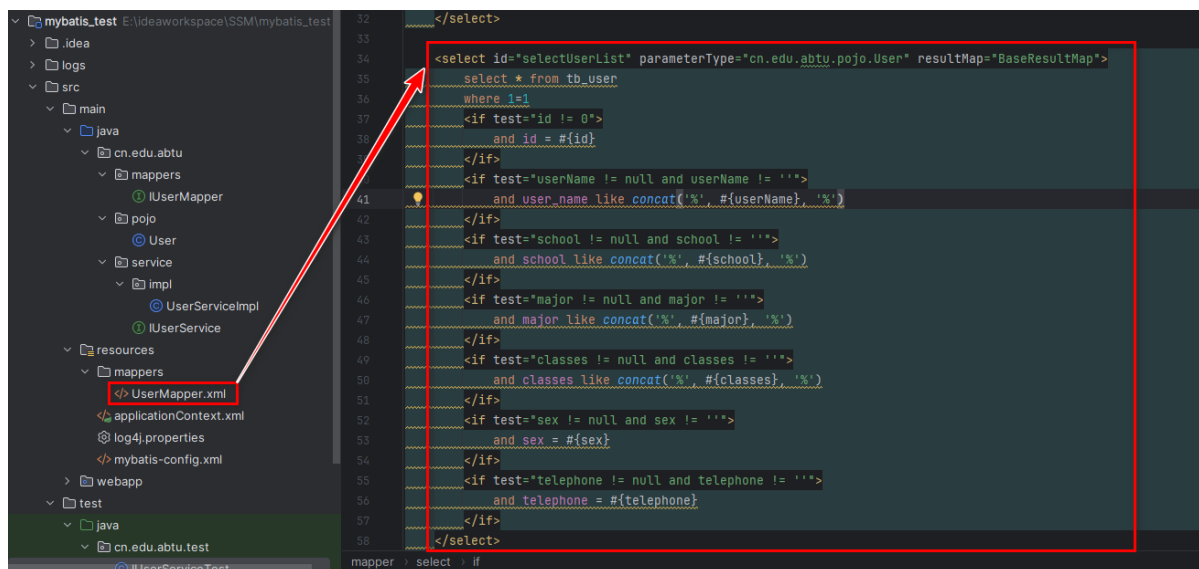 mybatis_test E:\ideaworkspace\SSM\mybatis_test
.idea
logs
src
main
java
cn.edu.abtu
mappers
IUserMapper
pojo
User
service
impl
UserServiceImpl
IUserService
resources
mappers
UserMapper.xml
applicationContext.xml
log4j.properties
mybatis-config.xml
webapp
test
java
cn.edu.abtu.test
IUserServiceTest
32 </select>
33
34 <select id="selectUserList" parameterType="cn.edu.abtu.pojo.User" resultMap="BaseResultMap">
35 select * from tb_user
36 where 1=1
37 <if test="id != 0">
38 and id = #{id}
</if>
<if test="userName != null and userName != ''">
41 and user_name like concat('%', #{userName}, '%')
42 </if>
43 <if test="school != null and school != ''">
44 and school like concat('%', #{school}, '%')
45 </if>
46 <if test="major != null and major != ''">
47 and major like concat('%', #{major}, '%')
48 </if>
49 <if test="classes != null and classes != ''">
50 and classes like concat('%', #{classes}, '%')
51 </if>
52 <if test="sex != null and sex != ''">
53 and sex = #{sex}
54 </if>
55 <if test="telephone != null and telephone != ''">
56 and telephone = #{telephone}
57 </if>
58 </select>
mapper › select › if